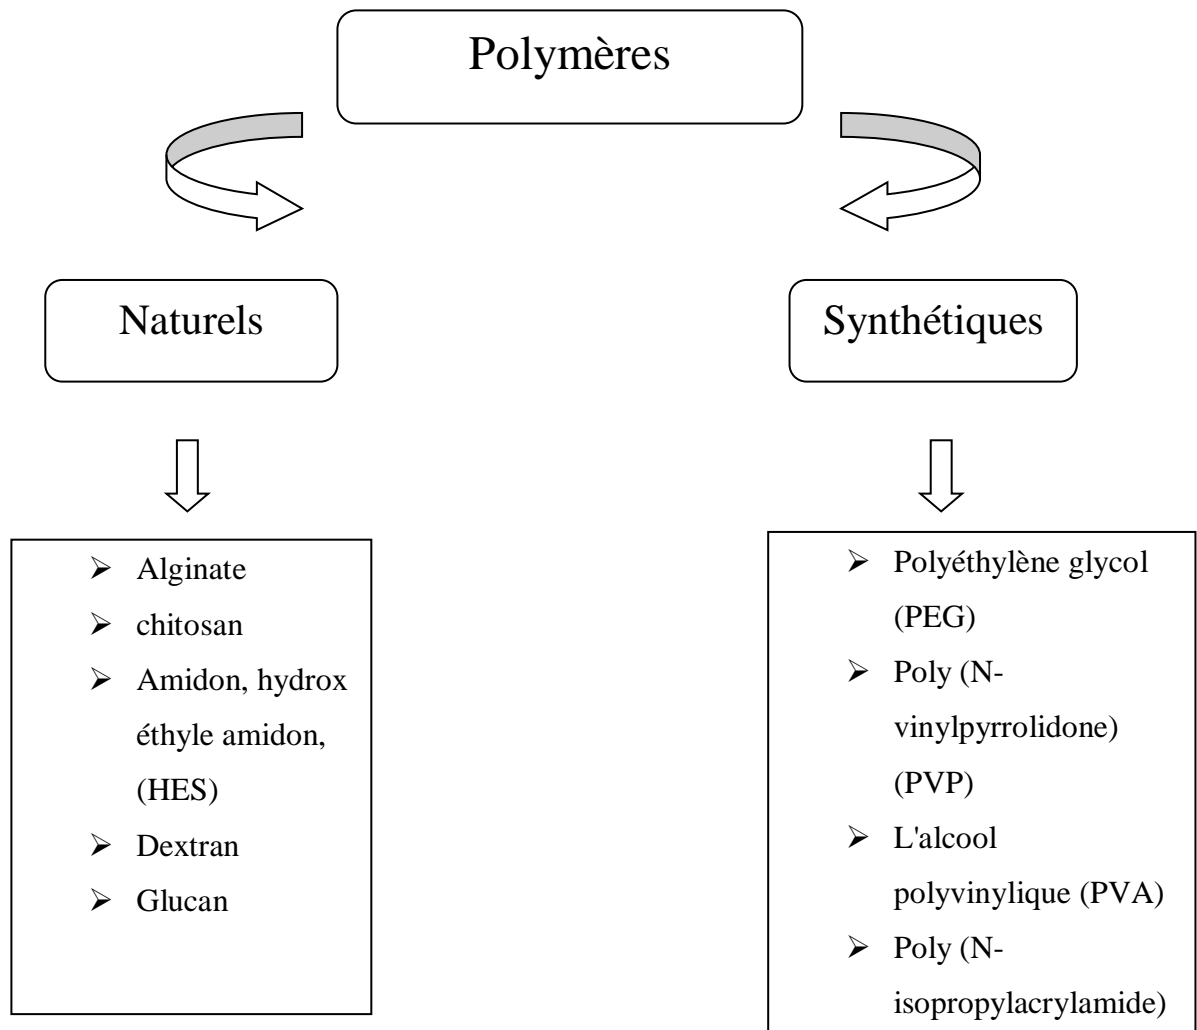 Polymères
Naturels
Synthétiques
➢ Alginate
➢ chitosan
➢ Amidon, hydrox
éthyle amidon,
(HES)
➢ Dextran
➢ Glucan
➢ Polyéthylène glycol
(PEG)
➢ Poly (N-
vinylpyrrolidone)
(PVP)
➢ L'alcool
polyvinylique (PVA)
➢ Poly (N-
isopropylacrylamide)